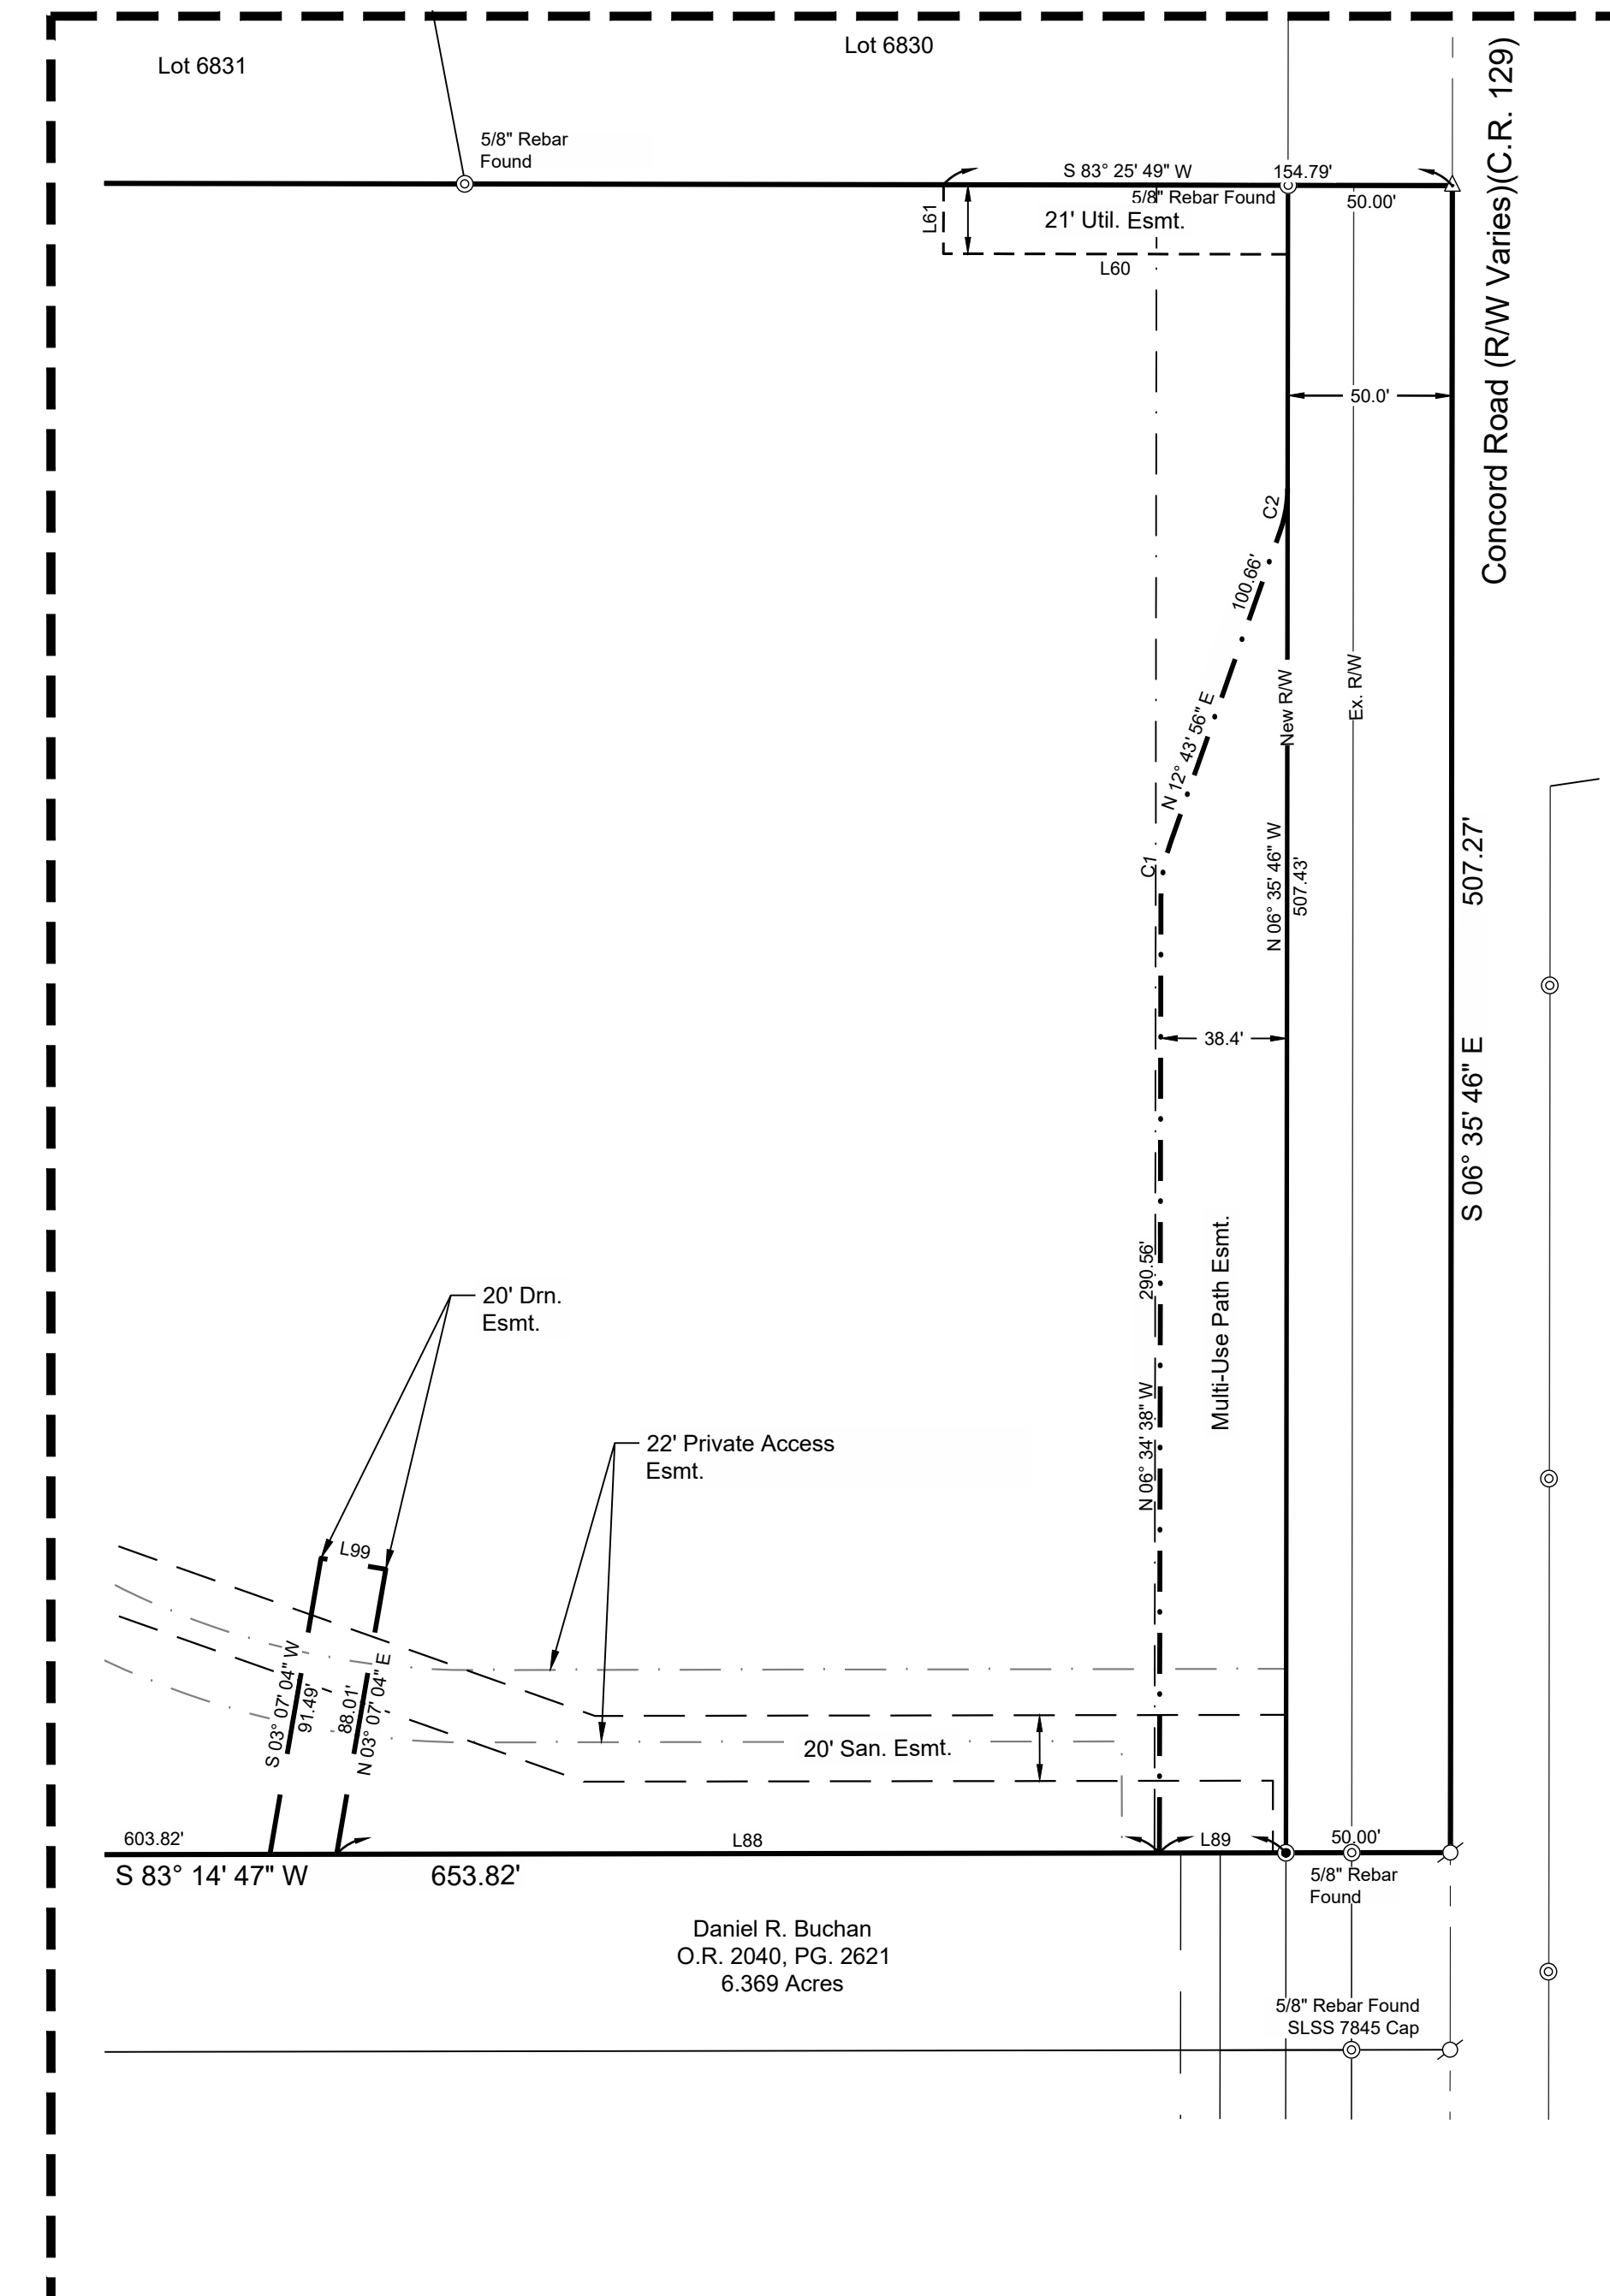 Lot 6831
Lot 6830
5/8" Rebar
Found
S 83° 25' 49" W
154.79'
5/8" Rebar Found
50.00'
L61
21' Util. Esmt.
L60
Concord Road (R/W Varies)(C.R. 129)
50.0'
C2
100.66'
N 12° 43' 56" E
New R/W
Ex. R/W
C1
N 06° 35' 46" W
507.43'
507.27'
S 06° 35' 46" E
38.4'
290.56'
N 06° 34' 38" W
Multi-Use Path Esmt.
20' Drn.
Esmt.
22' Private Access
Esmt.
L99
S 03° 07' 04" W
91.49'
88.01'
N 03° 07' 04" E
20' San. Esmt.
603.82'
L88
L89
50.00'
S 83° 14' 47" W
653.82'
5/8" Rebar
Found
Daniel R. Buchan
O.R. 2040, PG. 2621
6.369 Acres
5/8" Rebar Found
SLSS 7845 Cap